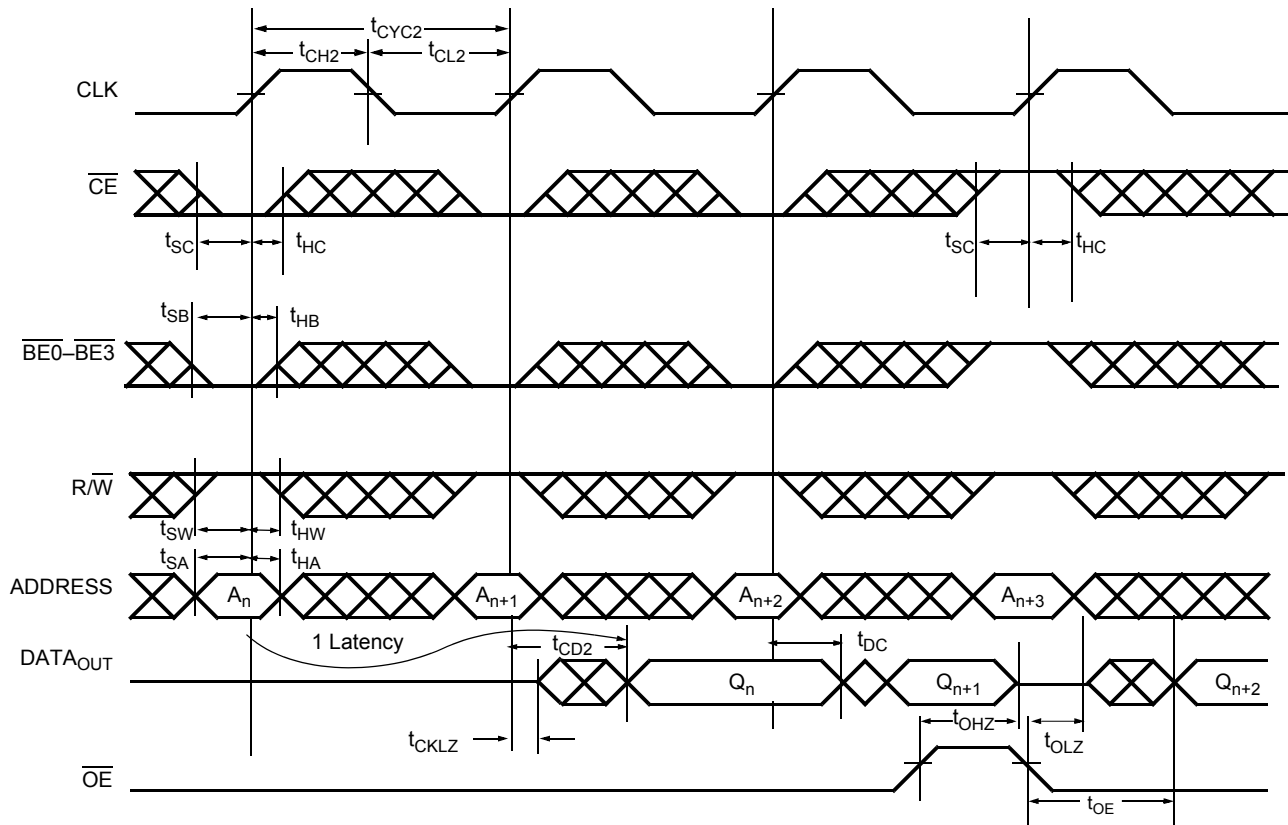 tCYC2
tCH2
tCL2
CLK
CE
tSC
tHC
tSC
tHC
tSB
tHB
BE0–BE3
R/W
tSW
tHW
tSA
tHA
ADDRESS
An
An+1
An+2
An+3
1 Latency
tCD2
tDC
DATAOUT
Qn
Qn+1
Qn+2
tOHZ
tCKLZ
tOLZ
OE
tOE